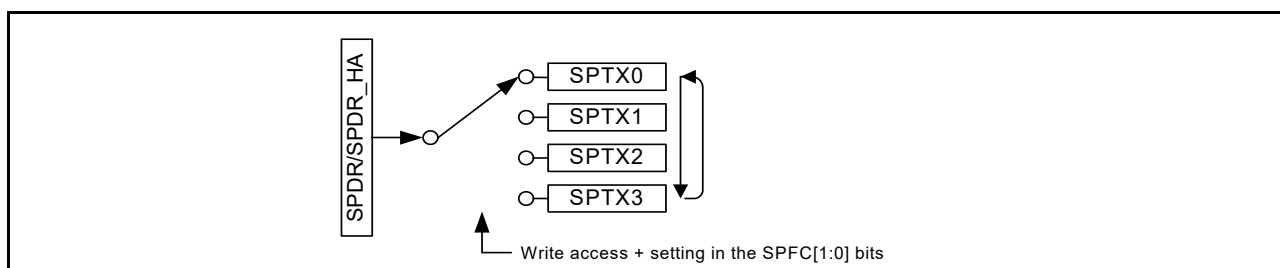 SPDR/SPDR_HA
SPTX0
SPTX1
SPTX2
SPTX3
Write access + setting in the SPFC[1:0] bits